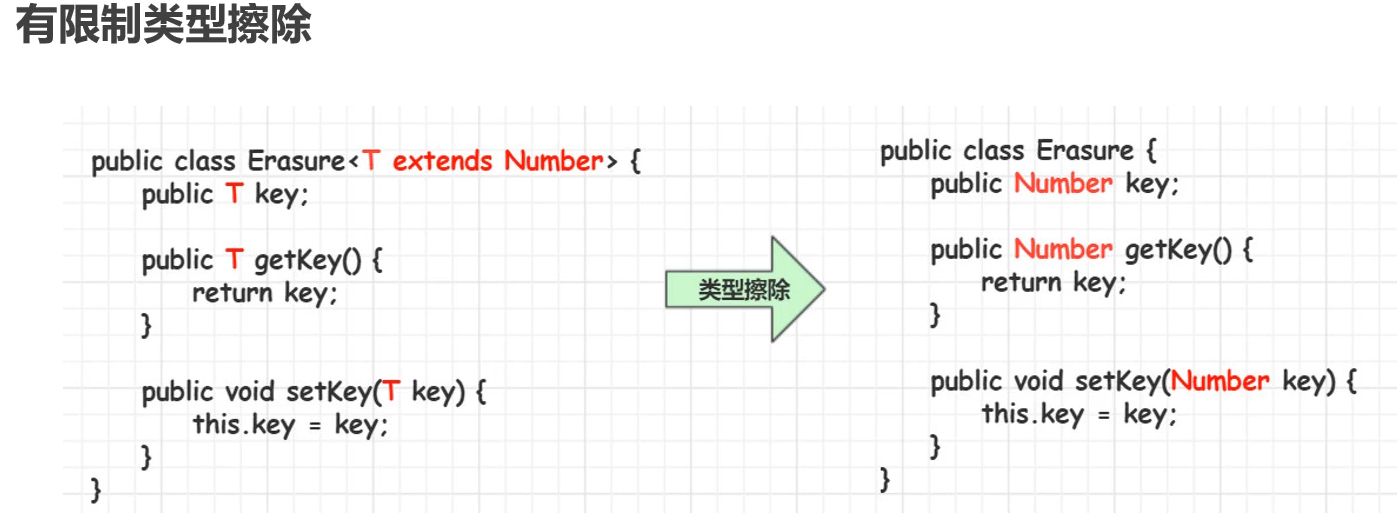 有限制类型擦除
public class Erasure<T extends Number> {
public T key;
public T getKey() {
return key;
}
public void setKey(T key) {
this.key = key;
}
}
类型擦除
public class Erasure {
public Number key;
public Number getKey() {
return key;
}
public void setKey(Number key) {
this.key = key;
}
}